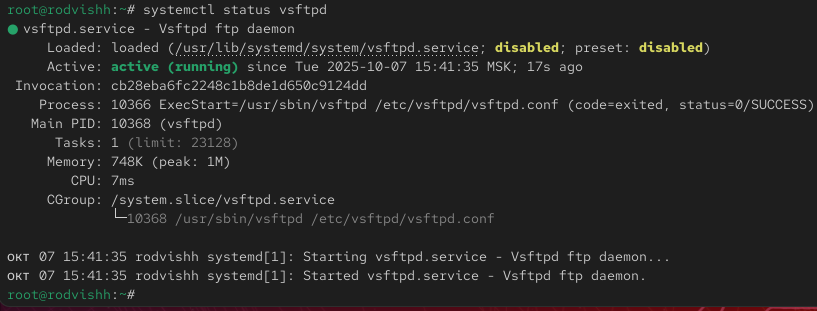 root@rodvishh:~# systemctl status vsftpd
● vsftpd.service - Vsftpd ftp daemon
     Loaded: loaded (/usr/lib/systemd/system/vsftpd.service; disabled; preset: disabled)
     Active: active (running) since Tue 2025-10-07 15:41:35 MSK; 17s ago
 Invocation: cb28eba6fc2248c1b8de1d650c9124dd
    Process: 10366 ExecStart=/usr/sbin/vsftpd /etc/vsftpd/vsftpd.conf (code=exited, status=0/SUCCESS)
   Main PID: 10368 (vsftpd)
      Tasks: 1 (limit: 23128)
     Memory: 748K (peak: 1M)
        CPU: 7ms
     CGroup: /system.slice/vsftpd.service
             └─10368 /usr/sbin/vsftpd /etc/vsftpd/vsftpd.conf

окт 07 15:41:35 rodvishh systemd[1]: Starting vsftpd.service - Vsftpd ftp daemon...
окт 07 15:41:35 rodvishh systemd[1]: Started vsftpd.service - Vsftpd ftp daemon.
root@rodvishh:~#